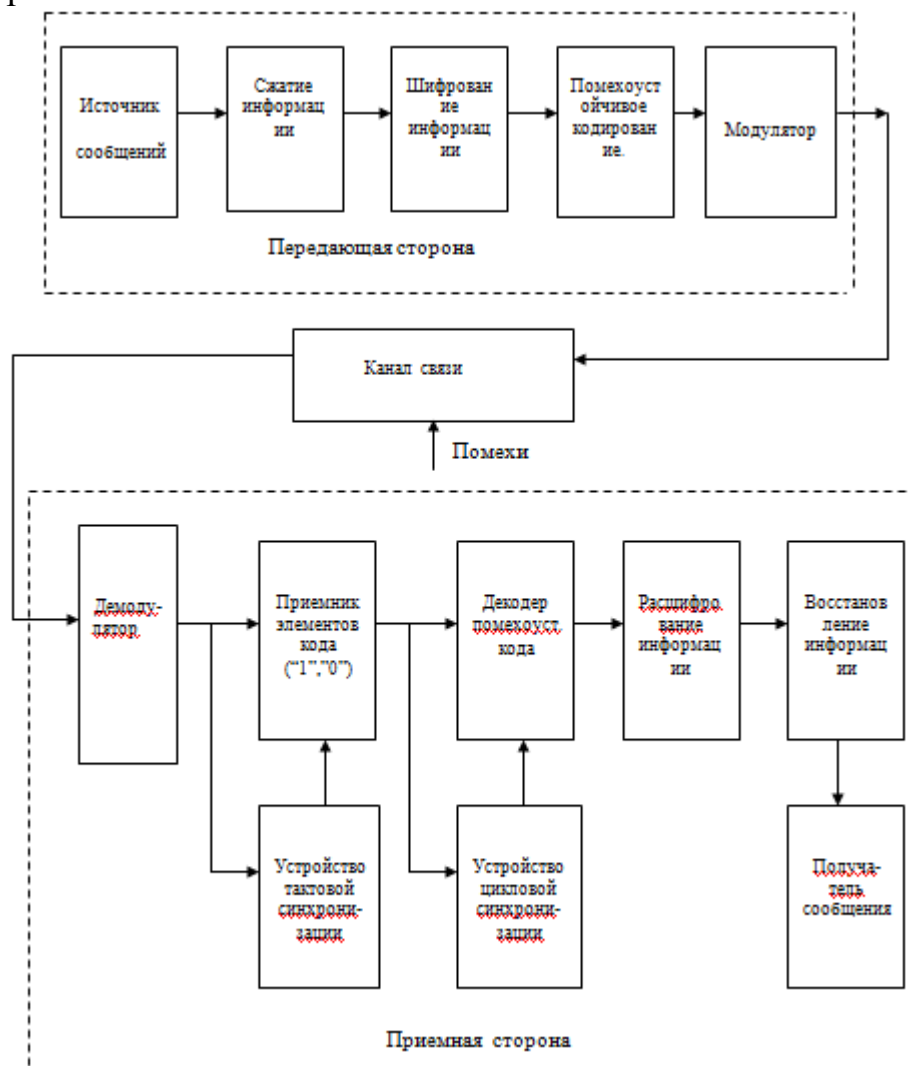 Источник
сообщений
Сжатие
информац
ии
Шифрован
ие
информац
ии
Помехоуст
ойчивое
кодирован
ие.
Модулятор
Передающая сторона
Канал связи
Помехи
Демоду-
лятор
Приемник
элементов
кода
(“1”,”0”)
Декодер
помехоуст.
кода
Расшифро
вание
информац
ии
Восстанов
ление
информац
ии
Устройство
тактовой
синхрони-
зации
Устройство
цикловой
синхрони-
зации
Получа-
тель
сообщения
Приемная сторона